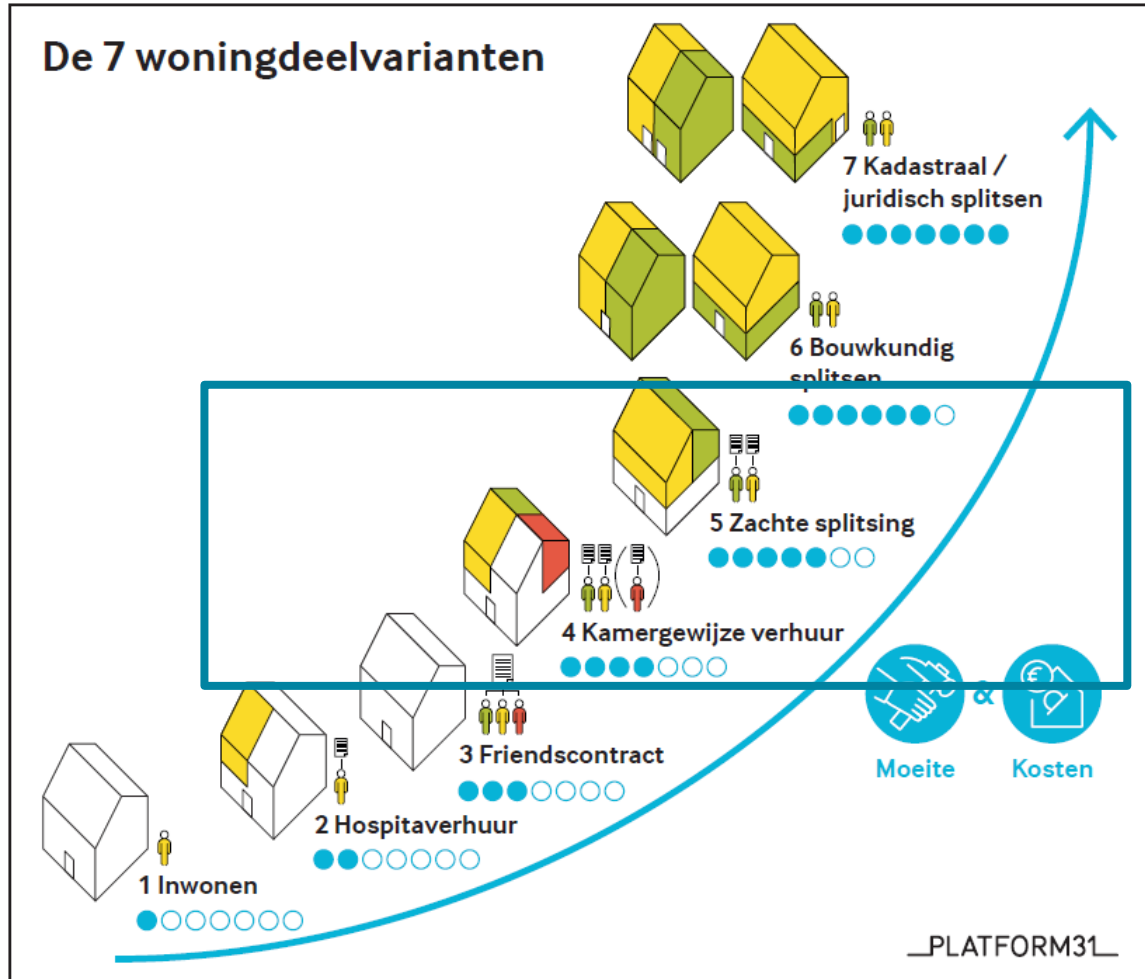 De 7 woningdeelvarianten
7 Kadastraal /
juridisch splitsen
6 Bouwkundig
splitsen
5 Zachte splitsing
4 Kamergewijze verhuur
3 Friendscontract
2 Hospitaverhuur
1 Inwonen
€
&
Moeite
Kosten
PLATFORM31